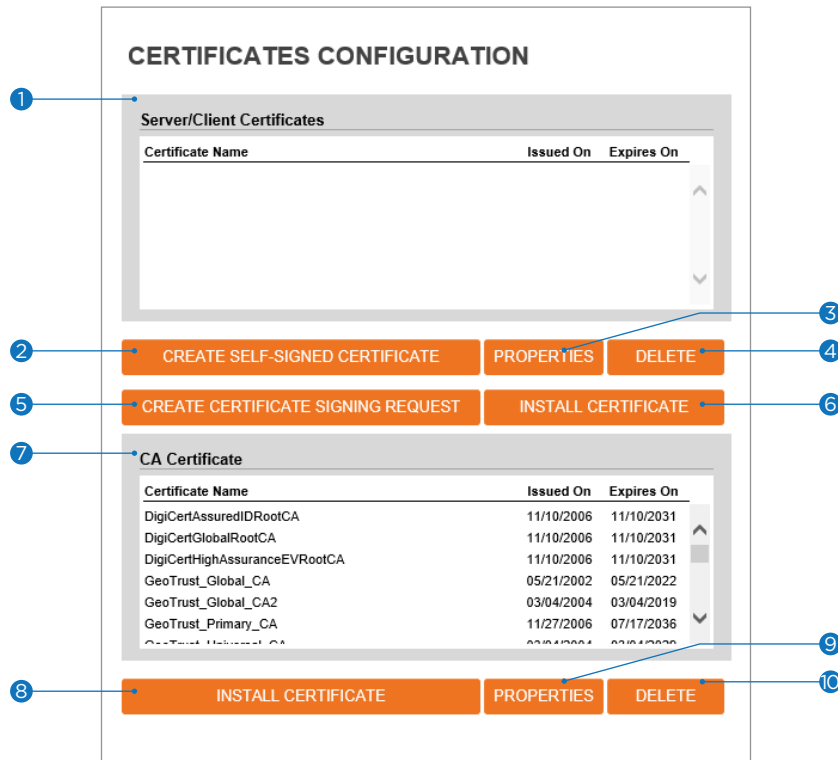 CERTIFICATES CONFIGURATION
1
Server/Client Certificates
Certificate Name Issued On Expires On
3
2 CREATE SELF-SIGNED CERTIFICATE PROPERTIES DELETE 4
5 CREATE CERTIFICATE SIGNING REQUEST INSTALL CERTIFICATE 6
7
CA Certificate
Certificate Name Issued On Expires On
DigiCertAssuredIDRootCA 11/10/2006 11/10/2031
DigiCertGlobalRootCA 11/10/2006 11/10/2031
DigiCertHighAssuranceEVRootCA 11/10/2006 11/10/2031
GeoTrust_Global_CA 05/21/2002 05/21/2022
GeoTrust_Global_CA2 03/04/2004 03/04/2019
GeoTrust_Primary_CA 11/27/2006 07/17/2036
9
8 INSTALL CERTIFICATE PROPERTIES DELETE 10